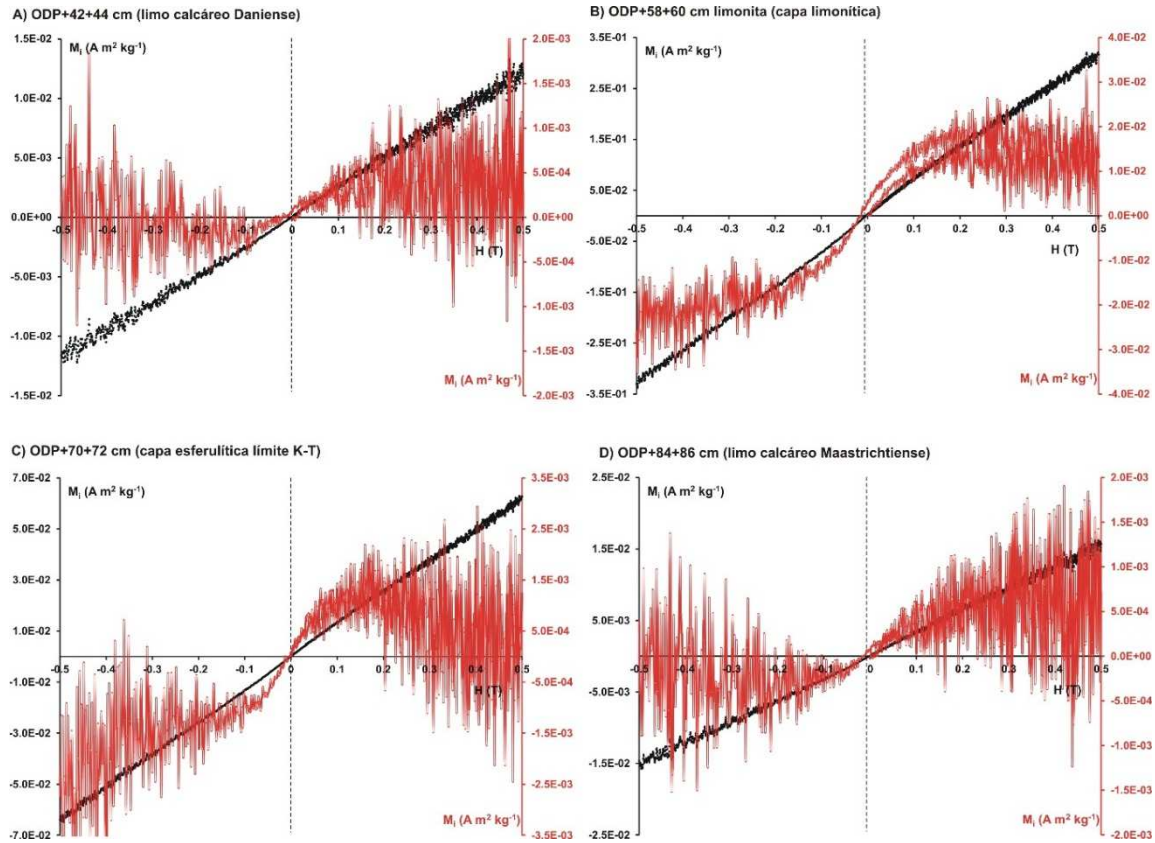 A) ODP+42+44 cm (limo calcáreo Daniense)
1.5E-02
Mᵢ (A m² kg⁻¹)
2.0E-03
1.5E-03
1.0E-02
1.0E-03
5.0E-03
5.0E-04
0.0E+00
0.0E+00
-0.5 -0.4 -0.3 -0.2 -0.1 0 0.1 0.2 0.3 0.4 0.5
H (T)
-5.0E-03
-5.0E-04
-1.0E-03
-1.0E-02
-1.5E-03
Mᵢ (A m² kg⁻¹)
-1.5E-02
-2.0E-03
B) ODP+58+60 cm limonita (capa limonítica)
3.5E-01
Mᵢ (A m² kg⁻¹)
4.0E-02
2.5E-01
3.0E-02
1.5E-01
2.0E-02
5.0E-02
1.0E-02
0.0E+00
-0.5 -0.4 -0.3 -0.2 -0.1 0 0.1 0.2 0.3 0.4 0.5
-5.0E-02
H (T)
-1.0E-02
-1.5E-01
-2.0E-02
-2.5E-01
-3.0E-02
Mᵢ (A m² kg⁻¹)
-3.5E-01
-4.0E-02
C) ODP+70+72 cm (capa esferulítica límite K-T)
7.0E-02
Mᵢ (A m² kg⁻¹)
3.5E-03
5.0E-02
2.5E-03
3.0E-02
1.5E-03
1.0E-02
5.0E-04
-0.5 -0.4 -0.3 -0.2 -0.1 0 0.1 0.2 0.3 0.4 0.5
-1.0E-02
H (T)
-5.0E-04
-3.0E-02
-1.5E-03
-5.0E-02
-2.5E-03
Mᵢ (A m² kg⁻¹)
-7.0E-02
-3.5E-03
D) ODP+84+86 cm (limo calcáreo Maastrichtiense)
2.5E-02
Mᵢ (A m² kg⁻¹)
2.0E-03
1.5E-03
1.5E-02
1.0E-03
5.0E-03
5.0E-04
0.0E+00
-0.5 -0.4 -0.3 -0.2 -0.1 0 0.1 0.2 0.3 0.4 0.5
-5.0E-03
H (T)
-5.0E-04
-1.0E-03
-1.5E-02
-1.5E-03
Mᵢ (A m² kg⁻¹)
-2.5E-02
-2.0E-03